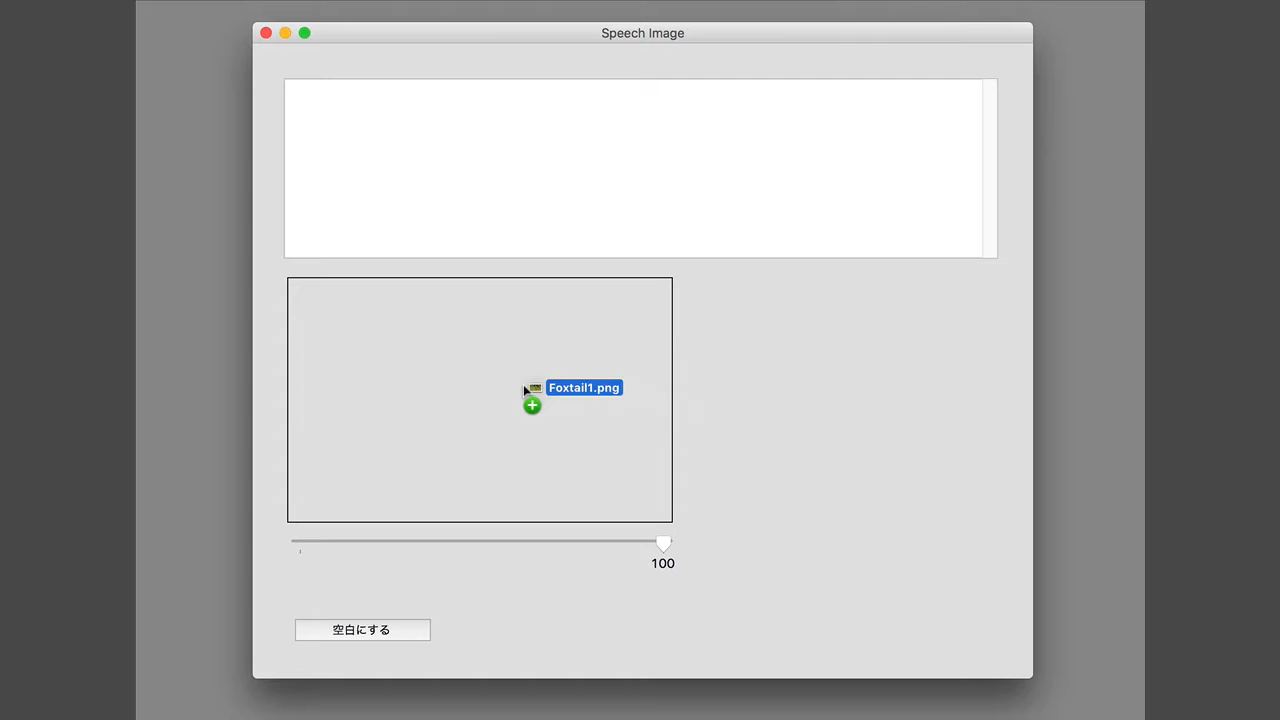 Speech Image
Foxtail1.png
100
空白にする